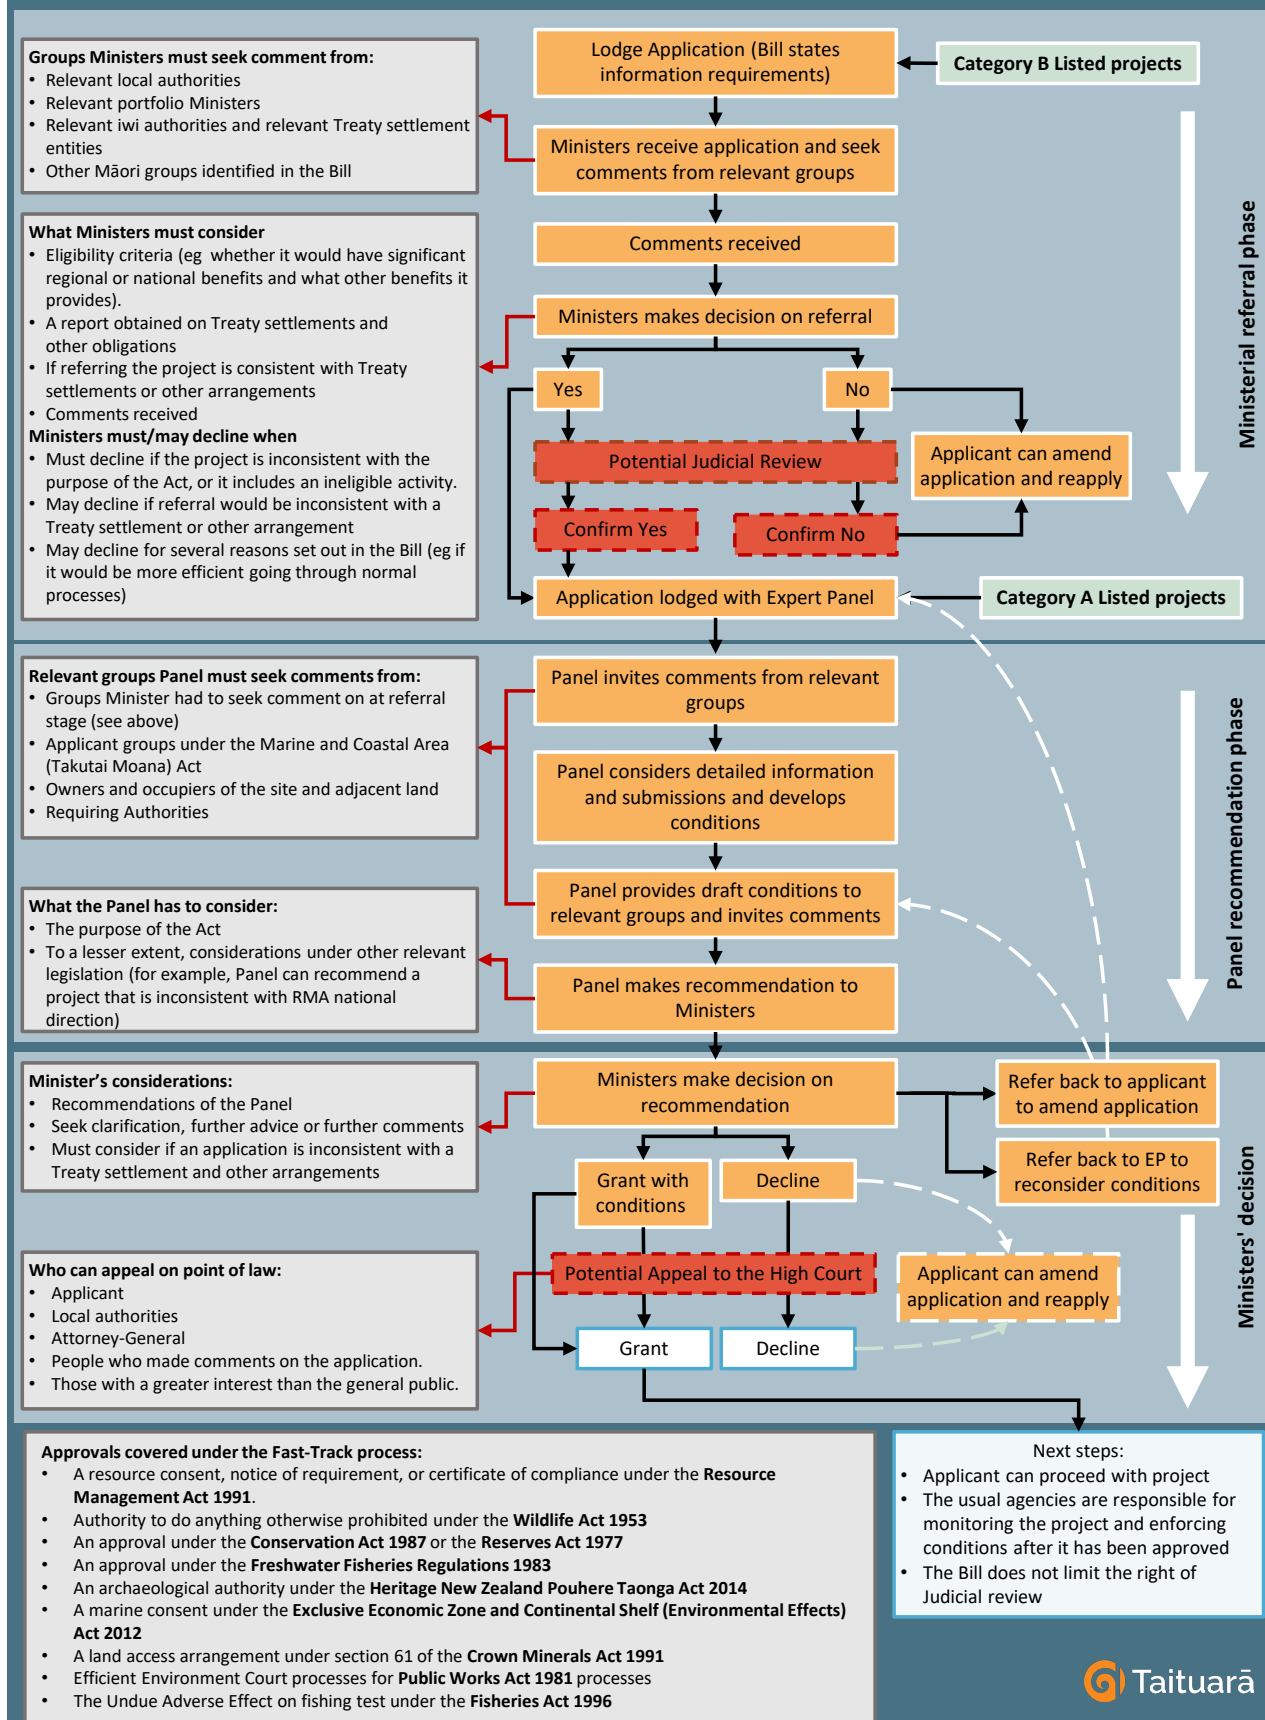 Groups Ministers must seek comment from:
• Relevant local authorities
• Relevant portfolio Ministers
• Relevant iwi authorities and relevant Treaty settlement
entities
• Other Māori groups identified in the Bill
Lodge Application (Bill states
information requirements)
Category B Listed projects
Ministers receive application and seek
comments from relevant groups
Comments received
Ministers makes decision on referral
Yes
No
Potential Judicial Review
Applicant can amend
application and reapply
Confirm Yes
Confirm No
Application lodged with Expert Panel
Category A Listed projects
Ministerial referral phase
What Ministers must consider
• Eligibility criteria (eg whether it would have significant
regional or national benefits and what other benefits it
provides).
• A report obtained on Treaty settlements and
other obligations
• If referring the project is consistent with Treaty
settlements or other arrangements
• Comments received
Ministers must/may decline when
• Must decline if the project is inconsistent with the
purpose of the Act, or it includes an ineligible activity.
• May decline if referral would be inconsistent with a
Treaty settlement or other arrangement
• May decline for several reasons set out in the Bill (eg if
it would be more efficient going through normal
processes)
Relevant groups Panel must seek comments from:
• Groups Minister had to seek comment on at referral
stage (see above)
• Applicant groups under the Marine and Coastal Area
(Takutai Moana) Act
• Owners and occupiers of the site and adjacent land
• Requiring Authorities
Panel invites comments from relevant
groups
Panel considers detailed information
and submissions and develops
conditions
Panel provides draft conditions to
relevant groups and invites comments
Panel makes recommendation to
Ministers
Panel recommendation phase
What the Panel has to consider:
• The purpose of the Act
• To a lesser extent, considerations under other relevant
legislation (for example, Panel can recommend a
project that is inconsistent with RMA national
direction)
Minister's considerations:
• Recommendations of the Panel
• Seek clarification, further advice or further comments
• Must consider if an application is inconsistent with a
Treaty settlement and other arrangements
Ministers make decision on
recommendation
Refer back to applicant
to amend application
Refer back to EP to
reconsider conditions
Grant with
conditions
Decline
Potential Appeal to the High Court
Applicant can amend
application and reapply
Grant
Decline
Ministers' decision
Who can appeal on point of law:
• Applicant
• Local authorities
• Attorney-General
• People who made comments on the application.
• Those with a greater interest than the general public.
Approvals covered under the Fast-Track process:
• A resource consent, notice of requirement, or certificate of compliance under the Resource
Management Act 1991.
• Authority to do anything otherwise prohibited under the Wildlife Act 1953
• An approval under the Conservation Act 1987 or the Reserves Act 1977
• An approval under the Freshwater Fisheries Regulations 1983
• An archaeological authority under the Heritage New Zealand Pouhere Taonga Act 2014
• A marine consent under the Exclusive Economic Zone and Continental Shelf (Environmental Effects)
Act 2012
• A land access arrangement under section 61 of the Crown Minerals Act 1991
• Efficient Environment Court processes for Public Works Act 1981 processes
• The Undue Adverse Effect on fishing test under the Fisheries Act 1996
Next steps:
• Applicant can proceed with project
• The usual agencies are responsible for
monitoring the project and enforcing
conditions after it has been approved
• The Bill does not limit the right of
Judicial review
Taituarā